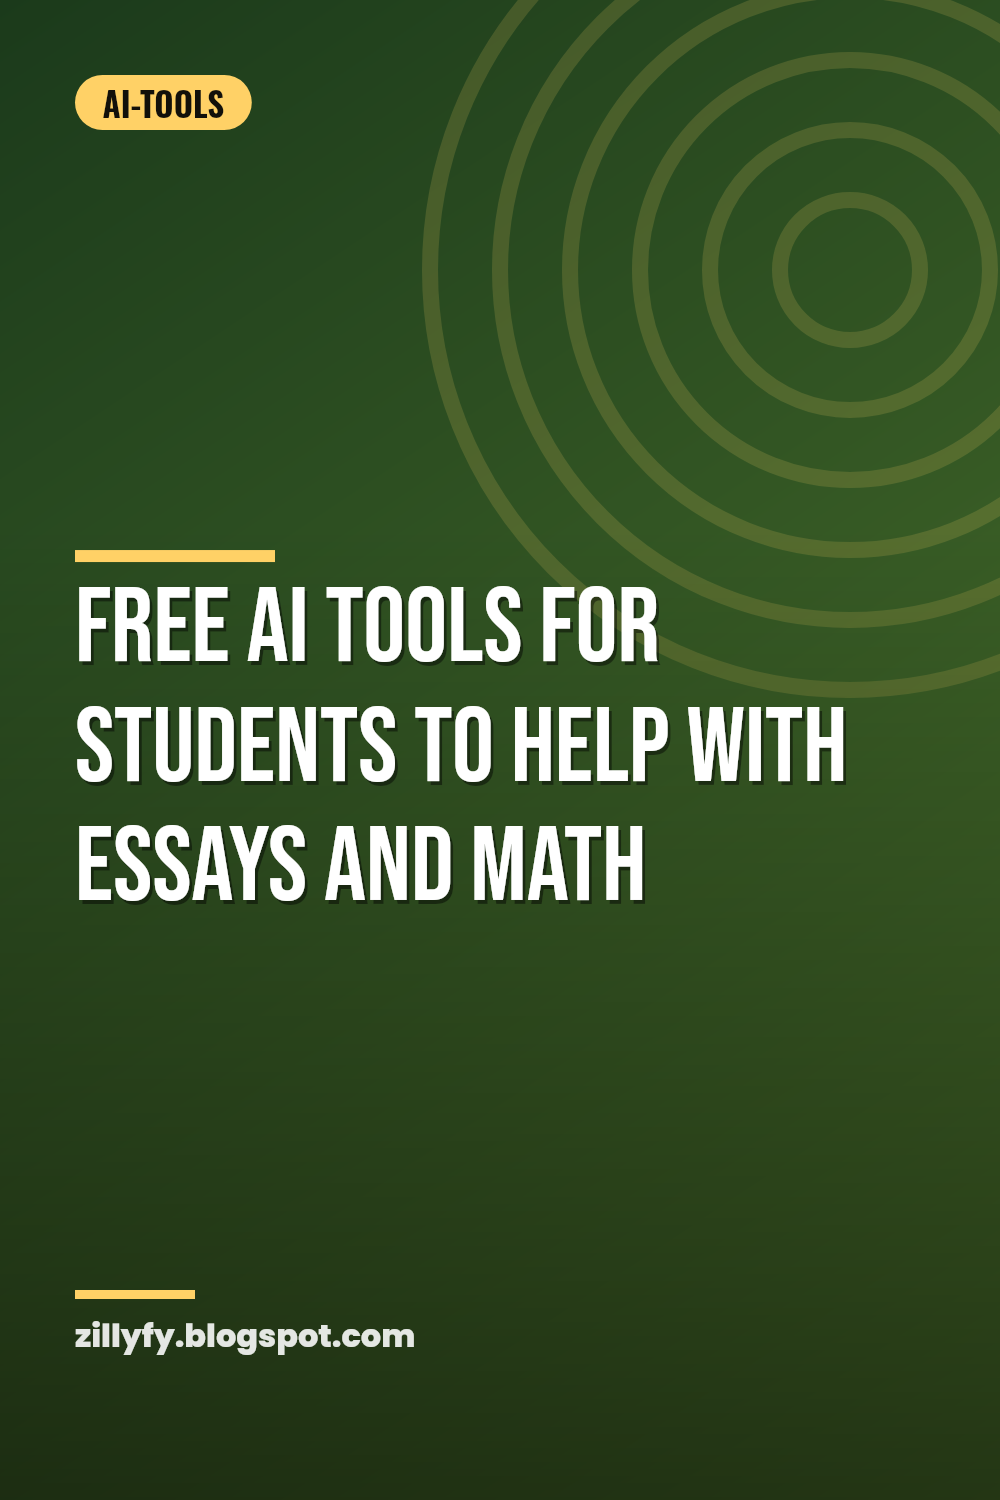 AI-TOOLS
FREE AI TOOLS FOR
STUDENTS TO HELP WITH
ESSAYS AND MATH
zillyfy.blogspot.com